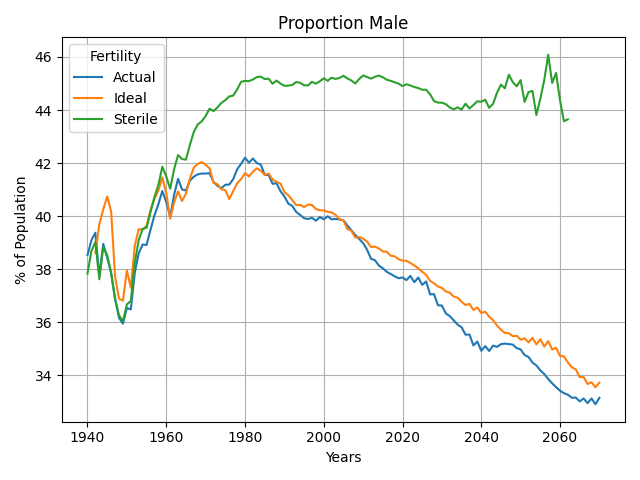 Proportion Male
Fertility
Actual
Ideal
Sterile
% of Population
46
44
42
40
38
36
34
1940 1960 1980 2000 2020 2040 2060
Years